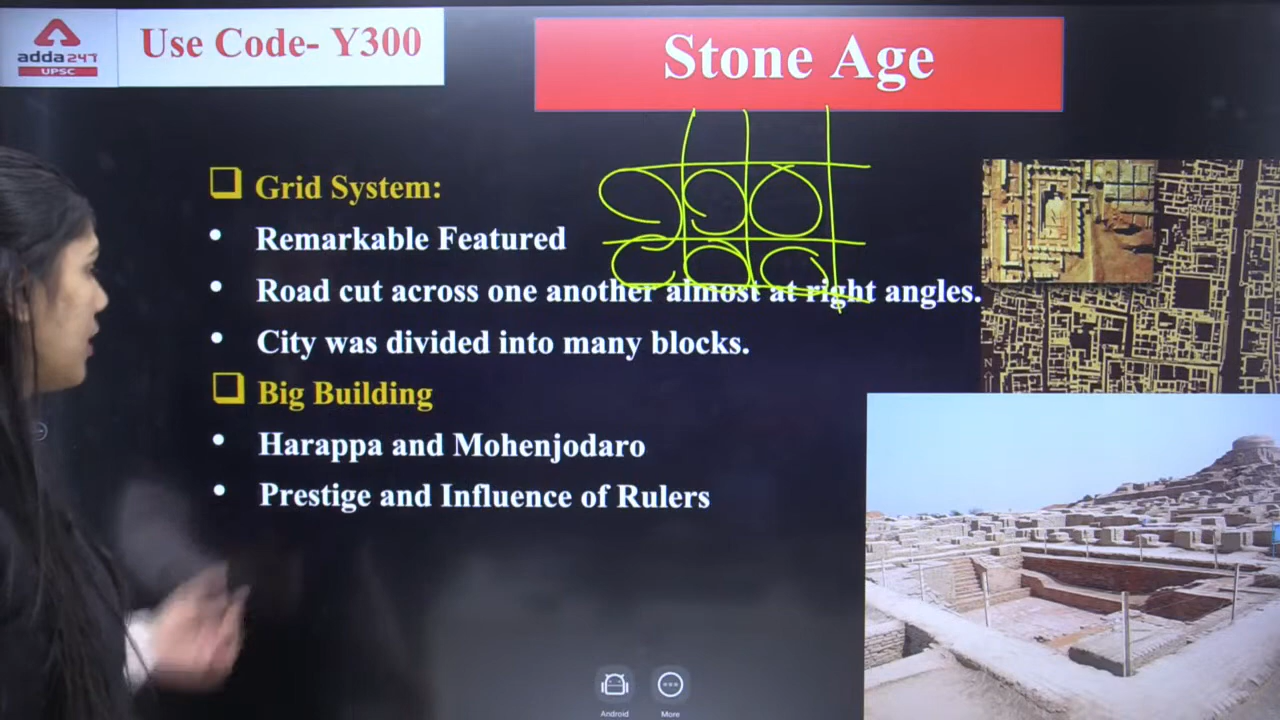 adda247
UPSC
Use Code- Y300
Stone Age
Grid System:
• Remarkable Featured
• Road cut across one another almost at right angles.
• City was divided into many blocks.
Big Building
• Harappa and Mohenjodaro
• Prestige and Influence of Rulers
N
Android
More